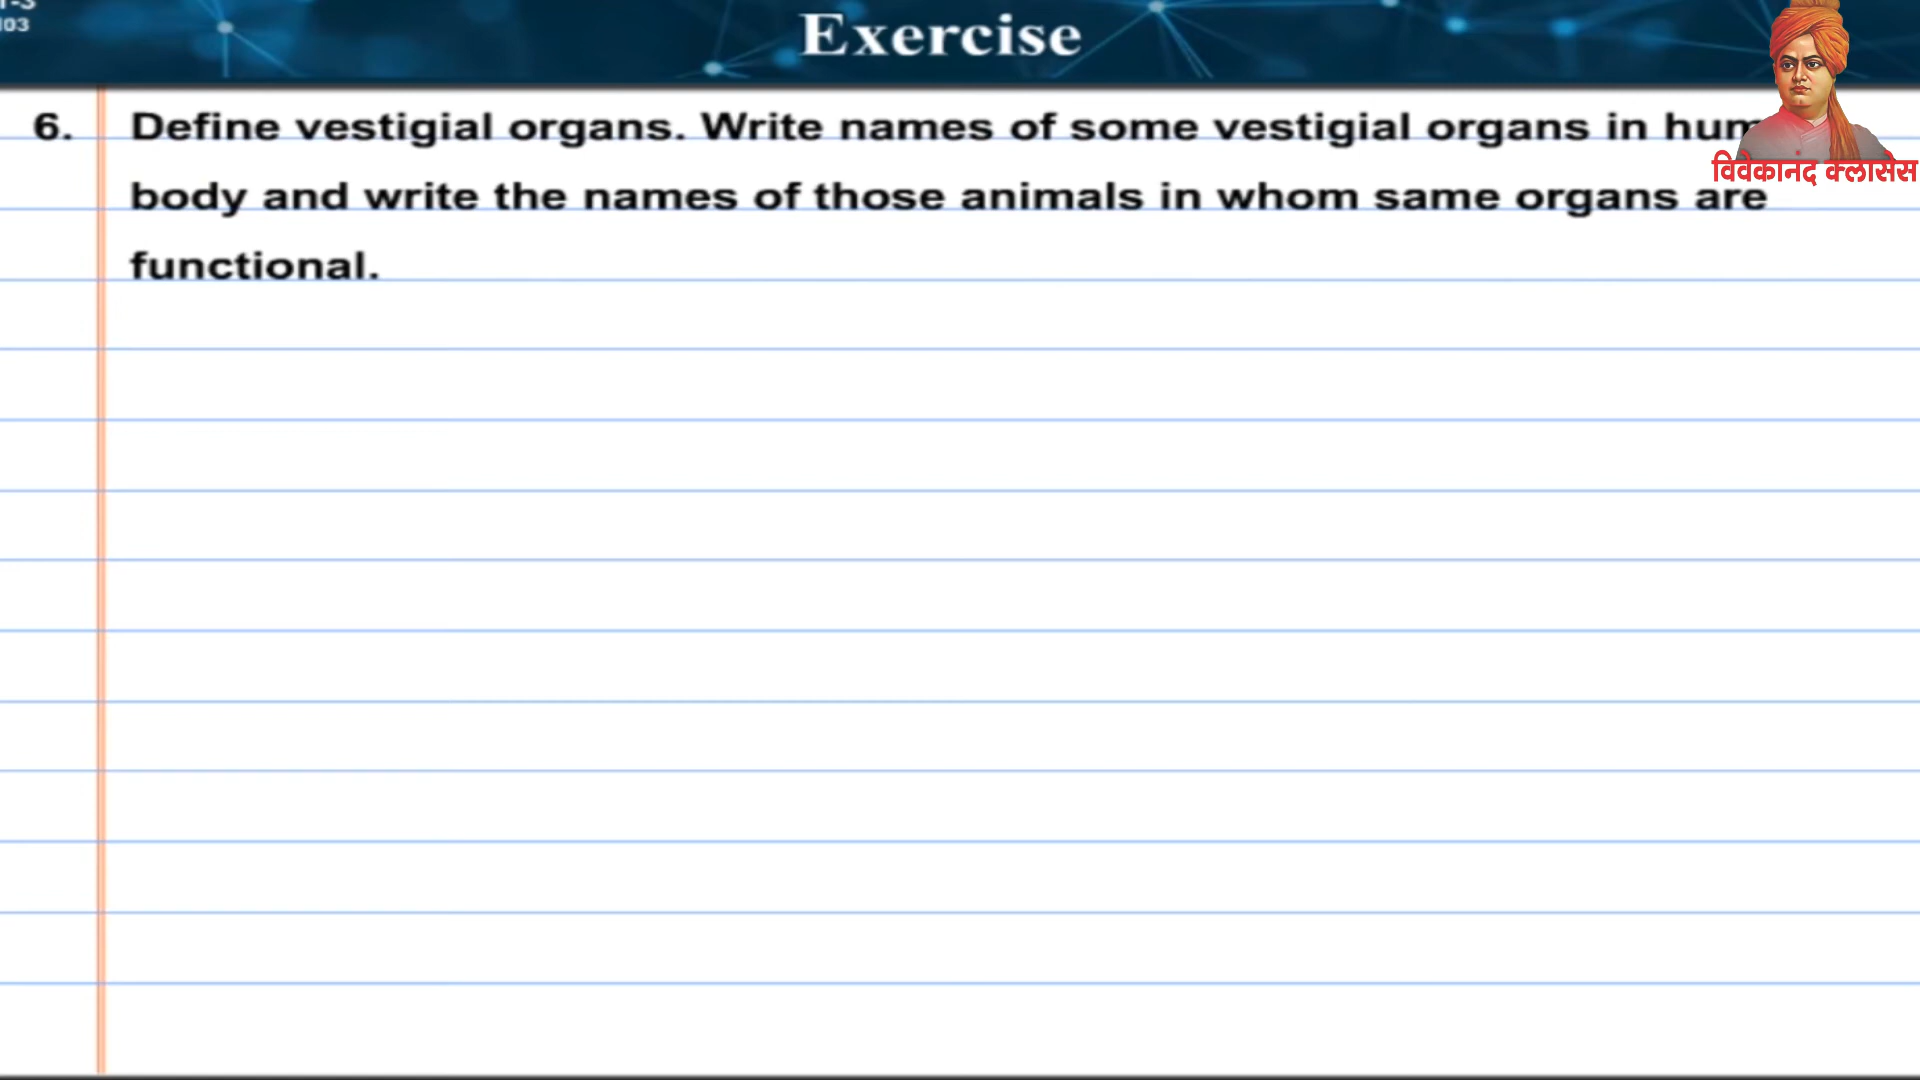 Exercise
6. Define vestigial organs. Write names of some vestigial organs in hum
विवेकानंद क्लासेस
body and write the names of those animals in whom same organs are
functional.